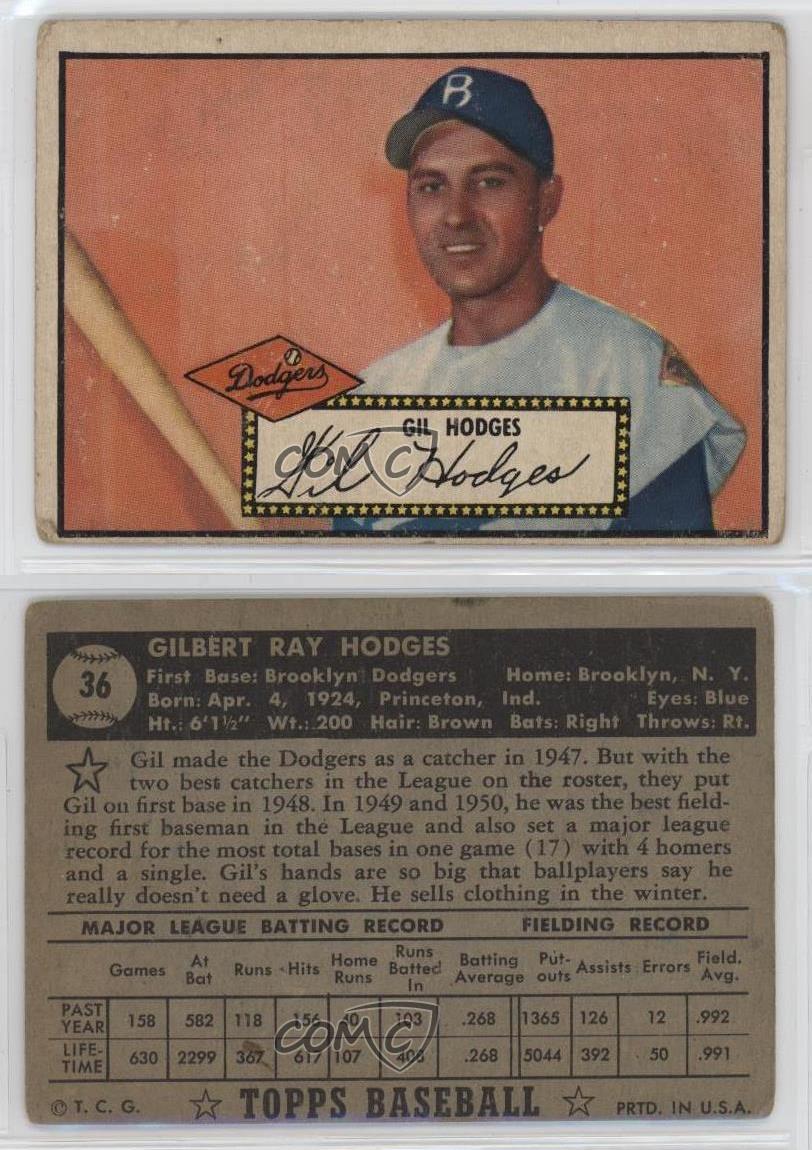 B
Dodgers
GIL HODGES
Gil Hodges
COMC
36
GILBERT RAY HODGES
First Base: Brooklyn Dodgers Home: Brooklyn, N. Y.
Born: Apr. 4, 1924, Princeton, Ind. Eyes: Blue
Ht.: 6'1½" Wt.: 200 Hair: Brown Bats: Right Throws: Rt.
Gil made the Dodgers as a catcher in 1947. But with the
two best catchers in the League on the roster, they put
Gil on first base in 1948. In 1949 and 1950, he was the best field-
ing first baseman in the League and also set a major league
record for the most total bases in one game (17) with 4 homers
and a single. Gil's hands are so big that ballplayers say he
really doesn't need a glove. He sells clothing in the winter.
MAJOR LEAGUE BATTING RECORD FIELDING RECORD
Games At Bat Runs Hits Home Runs Runs Batted In Batting Average Put-outs Assists Errors Field. Avg.
PAST YEAR 158 582 118 156 40 103 .268 1365 126 12 .992
LIFE-TIME 630 2299 367 617 107 408 .268 5044 392 50 .991
COMC
© T. C. G. TOPPS BASEBALL PRTD. IN U.S.A.